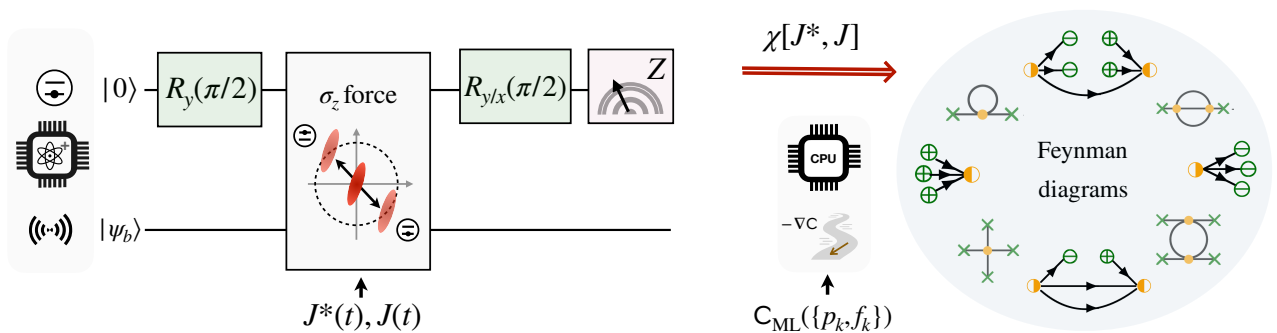 |0⟩
R_y(π/2)
σ_z force
R_{y/x}(π/2)
Z
|ψ_b⟩
J*(t), J(t)
χ[J*, J]
CPU
−∇C
C_ML({p_k, f_k})
Feynman
diagrams